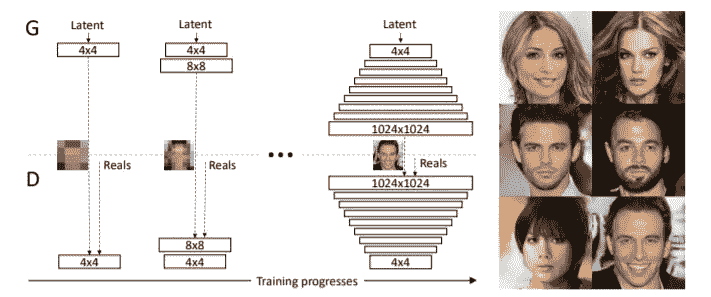 G
Latent
4x4
Latent
4x4
8x8
Latent
4x4
1024x1024
Reals
Reals
•••
Reals
D
1024x1024
4x4
8x8
4x4
4x4
Training progresses